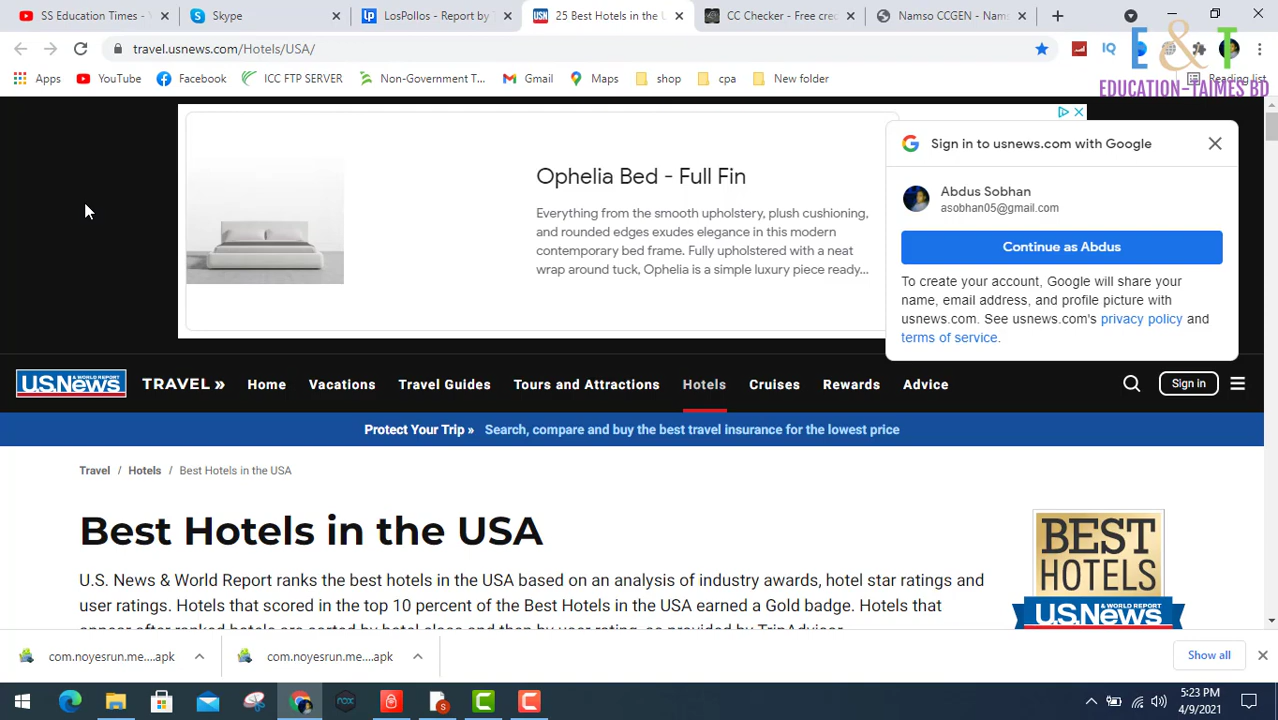 SS Education Times -
Skype
LosPollos - Report by
25 Best Hotels in the
CC Checker - Free cre
Namso CCGEN - Nams
travel.usnews.com/Hotels/USA/
IQ
E & T
EDUCATION-TAIMES BD
Apps
YouTube
Facebook
ICC FTP SERVER
Non-Government T...
Gmail
Maps
shop
cpa
New folder
Reading list
Ophelia Bed - Full Fin
Everything from the smooth upholstery, plush cushioning,
and rounded edges exudes elegance in this modern
contemporary bed frame. Fully upholstered with a neat
wrap around tuck, Ophelia is a simple luxury piece ready...
Sign in to usnews.com with Google
Abdus Sobhan
asobhan05@gmail.com
Continue as Abdus
To create your account, Google will share your
name, email address, and profile picture with
usnews.com. See usnews.com's privacy policy and
terms of service.
U.S.News TRAVEL »
Home
Vacations
Travel Guides
Tours and Attractions
Hotels
Cruises
Rewards
Advice
Sign in
Protect Your Trip » Search, compare and buy the best travel insurance for the lowest price
Travel / Hotels / Best Hotels in the USA
Best Hotels in the USA
U.S. News & World Report ranks the best hotels in the USA based on an analysis of industry awards, hotel star ratings and
user ratings. Hotels that scored in the top 10 percent of the Best Hotels in the USA earned a Gold badge. Hotels that
BEST
HOTELS
U.S.News
& WORLD REPORT
com.noyesrun.me....apk
com.noyesrun.me....apk
Show all
nox
5:23 PM
4/9/2021